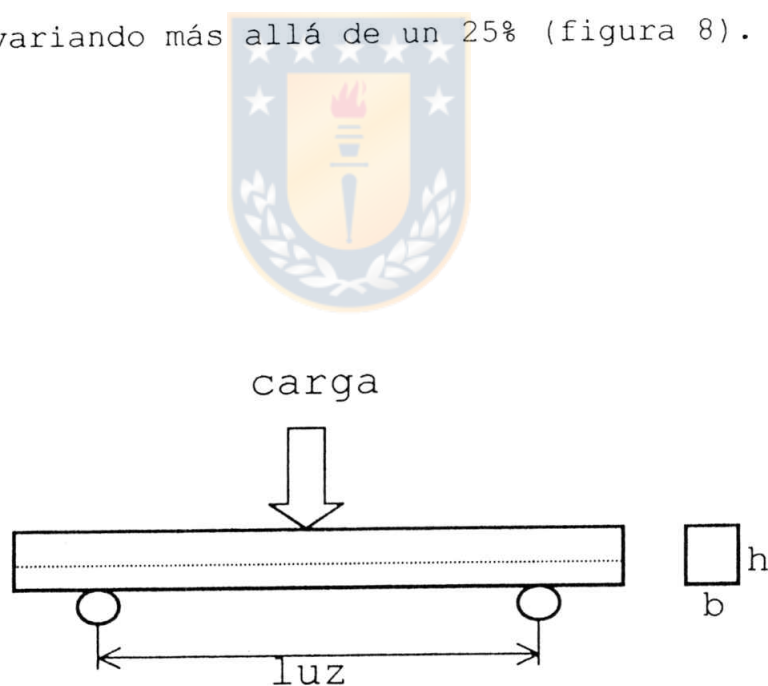 variando más allá de un 25% (figura 8).
carga
h
b
luz